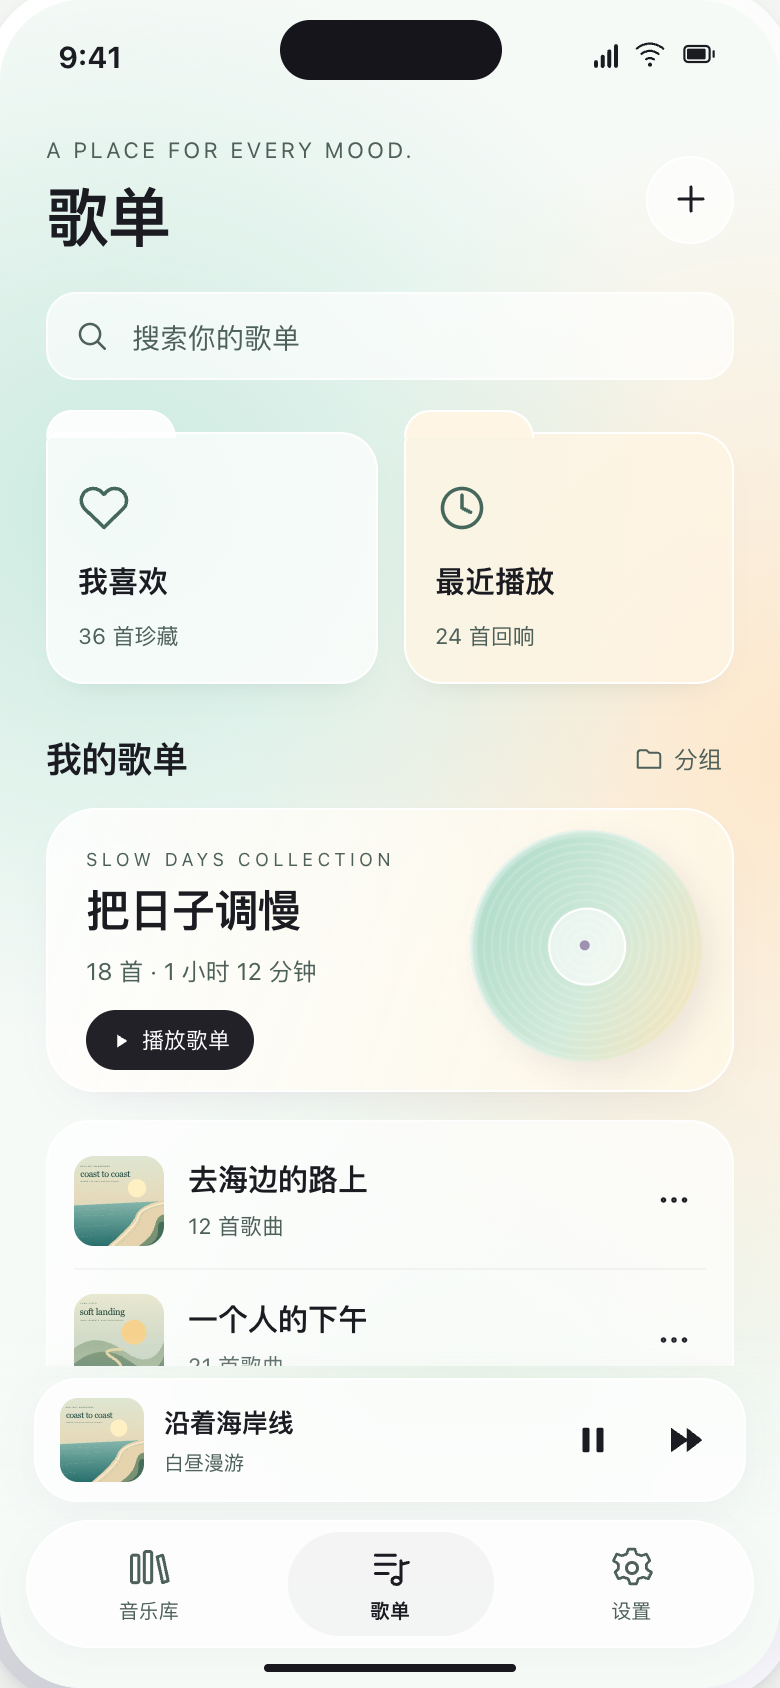 9:41
A PLACE FOR EVERY MOOD.
歌单
搜索你的歌单
我喜欢
36 首珍藏
最近播放
24 首回响
我的歌单
分组
SLOW DAYS COLLECTION
把日子调慢
18 首 · 1 小时 12 分钟
播放歌单
coast to coast
去海边的路上
12 首歌曲
soft landing
一个人的下午
21 首歌曲
coast to coast
沿着海岸线
白昼漫游
音乐库
歌单
设置